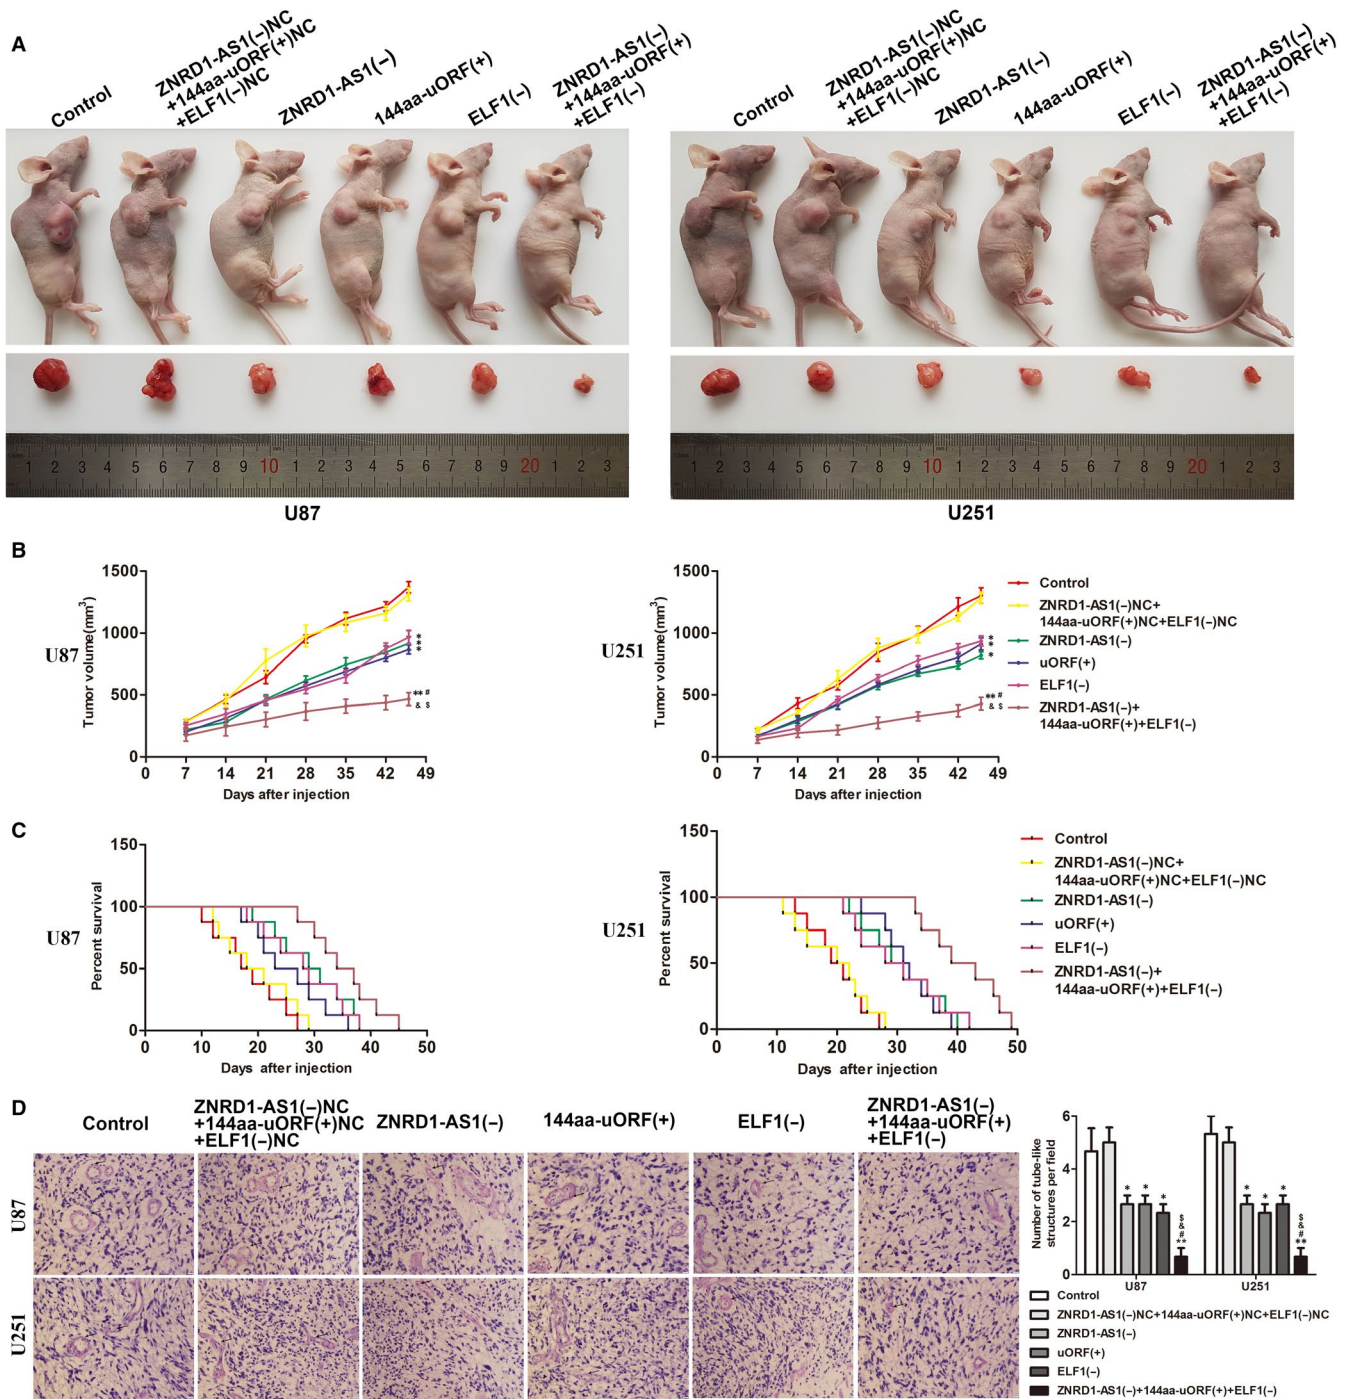 A
Control
ZNRD1-AS1(–)NC
+144aa-uORF(+)NC
+ELF1(–)NC
ZNRD1-AS1(–)
144aa-uORF(+)
ELF1(–)
ZNRD1-AS1(–)
+144aa-uORF(+)
+ELF1(–)
Control
ZNRD1-AS1(–)NC
+144aa-uORF(+)NC
+ELF1(–)NC
ZNRD1-AS1(–)
144aa-uORF(+)
ELF1(–)
ZNRD1-AS1(–)
+144aa-uORF(+)
+ELF1(–)
1 2 3 4 5 6 7 8 9 10 1 2 3 4 5 6 7 8 9 20 1 2 3
1 2 3 4 5 6 7 8 9 10 1 2 3 4 5 6 7 8 9 20 1 2 3
U87
U251
B
U87
Tumor volume(mm3)
1500
1000
500
0
0 7 14 21 28 35 42 49
Days after injection
*
*
*
** #
& $
U251
Tumor volume(mm3)
1500
1000
500
0
0 7 14 21 28 35 42 49
Days after injection
*
*
*
** #
& $
Control
ZNRD1-AS1(–)NC+
144aa-uORF(+)NC+ELF1(–)NC
ZNRD1-AS1(–)
uORF(+)
ELF1(–)
ZNRD1-AS1(–)+
144aa-uORF(+)+ELF1(–)
C
U87
Percent survival
150
100
50
0
0 10 20 30 40 50
Days after injection
U251
Percent survival
150
100
50
0
0 10 20 30 40 50
Days after injection
Control
ZNRD1-AS1(–)NC+
144aa-uORF(+)NC+ELF1(–)NC
ZNRD1-AS1(–)
uORF(+)
ELF1(–)
ZNRD1-AS1(–)+
144aa-uORF(+)+ELF1(–)
D
Control
ZNRD1-AS1(–)NC
+144aa-uORF(+)NC
+ELF1(–)NC
ZNRD1-AS1(–)
144aa-uORF(+)
ELF1(–)
ZNRD1-AS1(–)
+144aa-uORF(+)
+ELF1(–)
U87
U251
Number of tube-like
structures per field
6
4
2
0
* * *
$
&
#
**
* * *
$
&
#
**
U87 U251
Control
ZNRD1-AS1(–)NC+144aa-uORF(+)NC+ELF1(–)NC
ZNRD1-AS1(–)
uORF(+)
ELF1(–)
ZNRD1-AS1(–)+144aa-uORF(+)+ELF1(–)